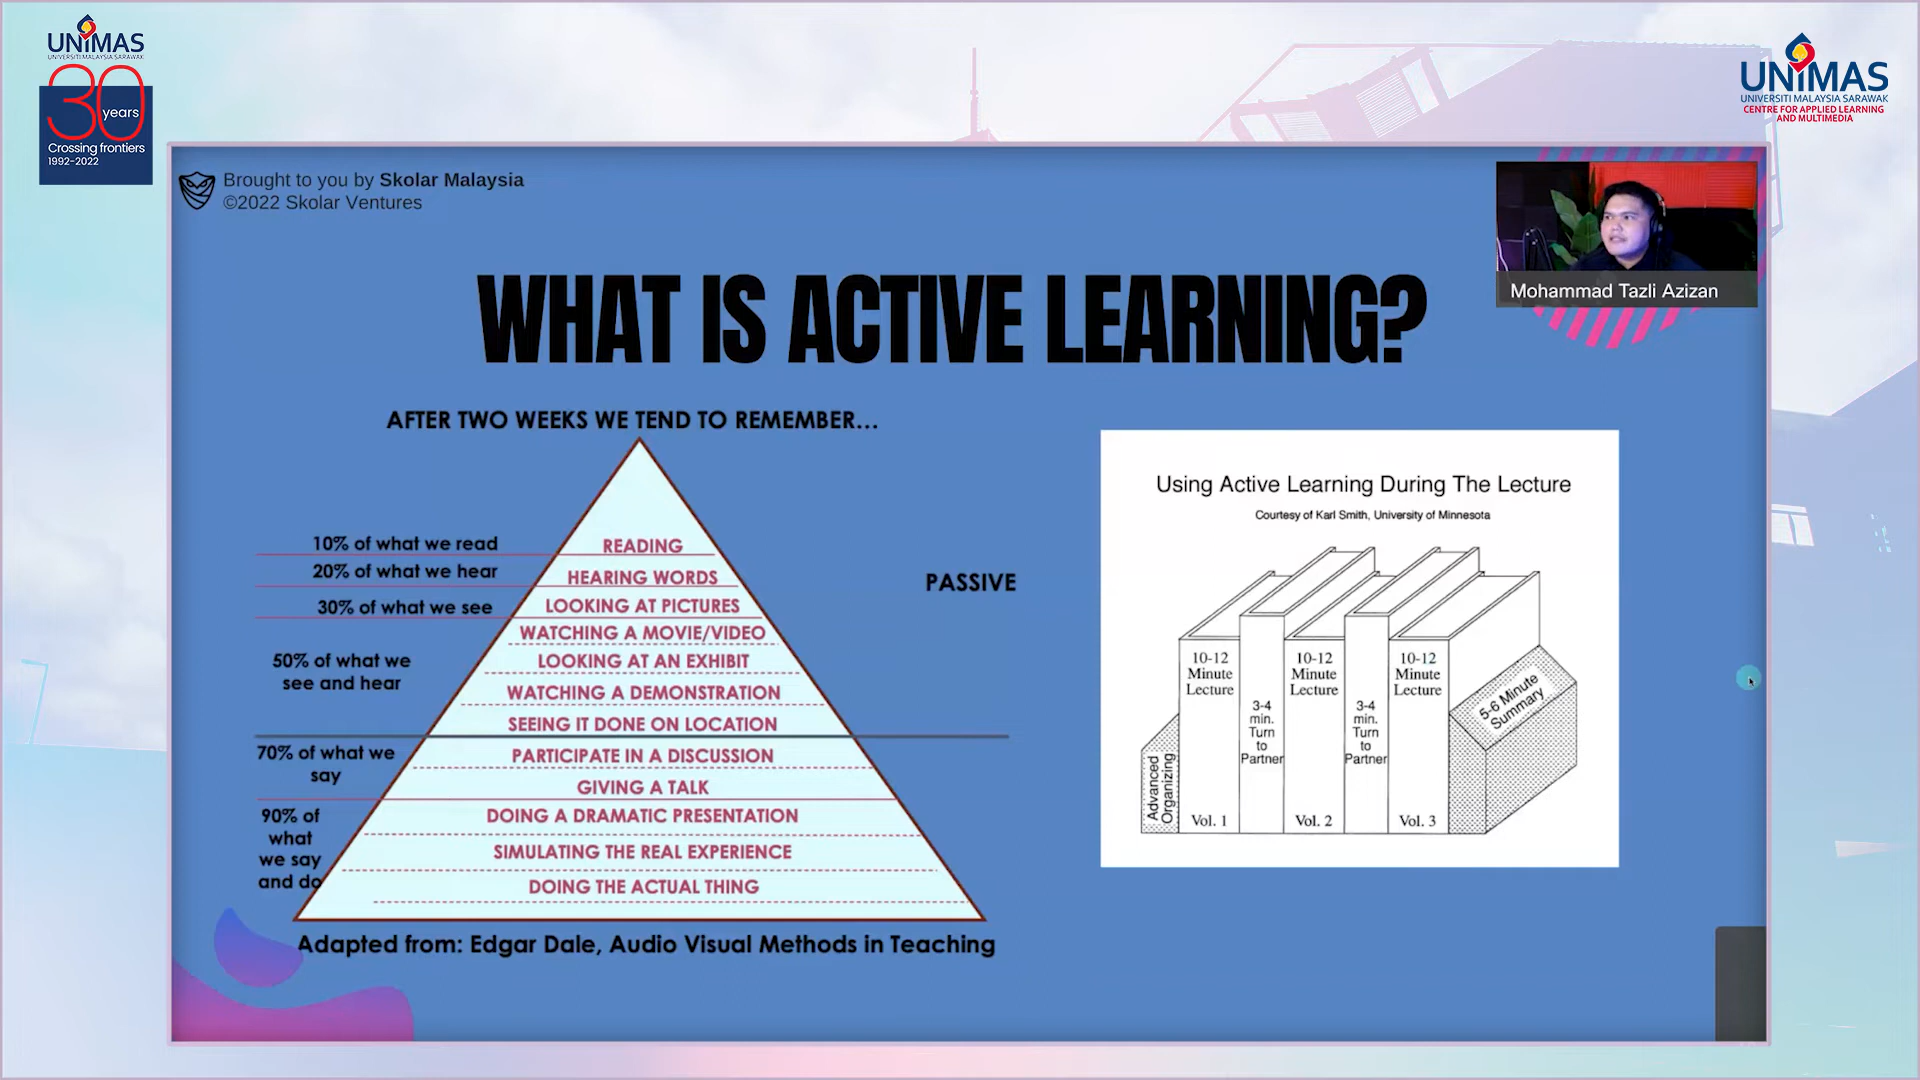 UNIMAS
UNIVERSITI MALAYSIA SARAWAK
30
years
Crossing frontiers
1992-2022
UNIMAS
UNIVERSITI MALAYSIA SARAWAK
CENTRE FOR APPLIED LEARNING
AND MULTIMEDIA
Brought to you by Skolar Malaysia
©2022 Skolar Ventures
Mohammad Tazli Azizan
WHAT IS ACTIVE LEARNING?
AFTER TWO WEEKS WE TEND TO REMEMBER...
10% of what we read
20% of what we hear
30% of what we see
50% of what we
see and hear
70% of what we
say
90% of
what
we say
and do
READING
HEARING WORDS
LOOKING AT PICTURES
WATCHING A MOVIE/VIDEO
LOOKING AT AN EXHIBIT
WATCHING A DEMONSTRATION
SEEING IT DONE ON LOCATION
PARTICIPATE IN A DISCUSSION
GIVING A TALK
DOING A DRAMATIC PRESENTATION
SIMULATING THE REAL EXPERIENCE
DOING THE ACTUAL THING
PASSIVE
Adapted from: Edgar Dale, Audio Visual Methods in Teaching
Using Active Learning During The Lecture
Courtesy of Karl Smith, University of Minnesota
Advanced
Organizing
10-12
Minute
Lecture
Vol. 1
3-4
min.
Turn
to
Partner
10-12
Minute
Lecture
Vol. 2
3-4
min.
Turn
to
Partner
10-12
Minute
Lecture
Vol. 3
5-6 Minute
Summary